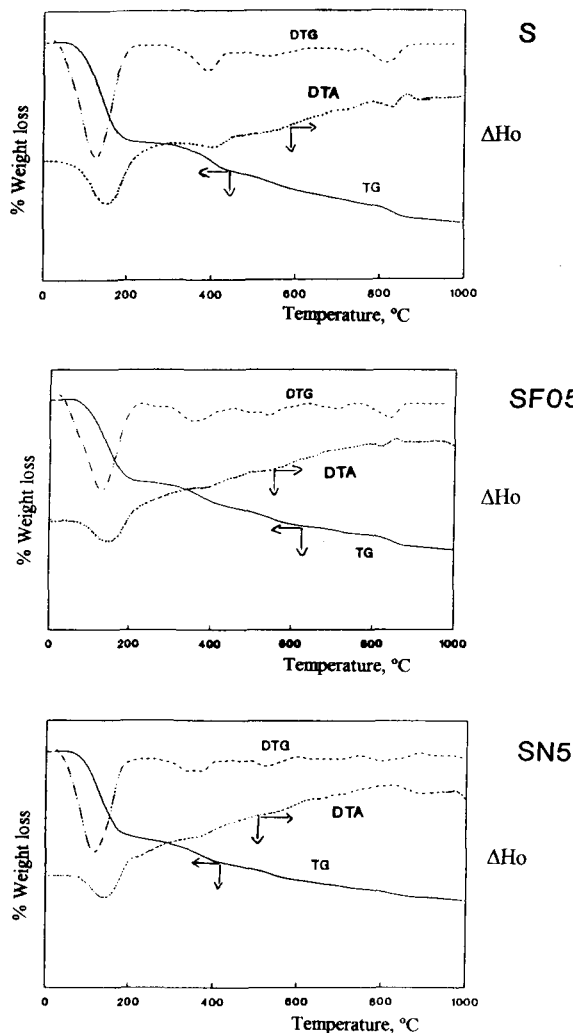 S
DTG
DTA
ΔHo
TG
% Weight loss
0 200 400 600 800 1000
Temperature, °C
SF05
DTG
DTA
ΔHo
TG
% Weight loss
0 200 400 600 800 1000
Temperature, °C
SN5
DTG
DTA
ΔHo
TG
% Weight loss
0 200 400 600 800 1000
Temperature, °C